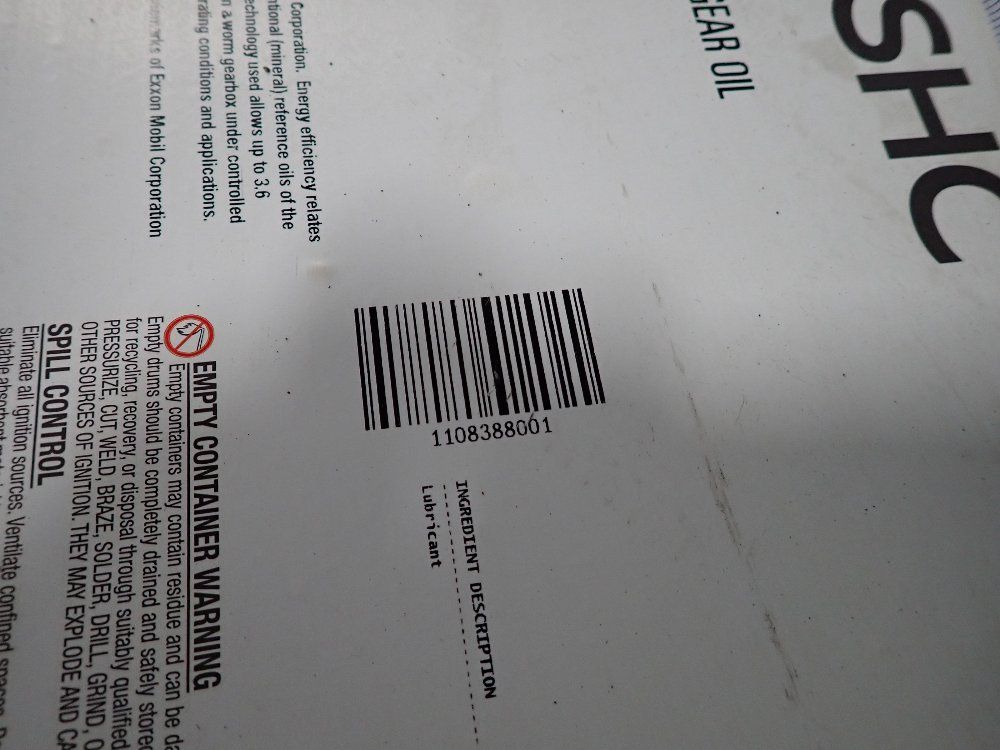 SHC
GEAR OIL
Corporation. Energy efficiency relates
(mineral) reference oils of the
technology used allows up to 3.6
a worm gearbox under controlled
conditions and applications.
of Exxon Mobil Corporation
1108388001
INGREDIENT DESCRIPTION
Lubricant
EMPTY CONTAINER WARNING
Empty containers may contain residue and can be
Empty drums should be completely drained and safely
for recycling, recovery, or disposal through suitably qualified
PRESSURIZE, CUT, WELD, BRAZE, SOLDER, DRILL, GRIND,
OTHER SOURCES OF IGNITION. THEY MAY EXPLODE AND
SPILL CONTROL
Eliminate all ignition sources. Ventilate confined
suitable